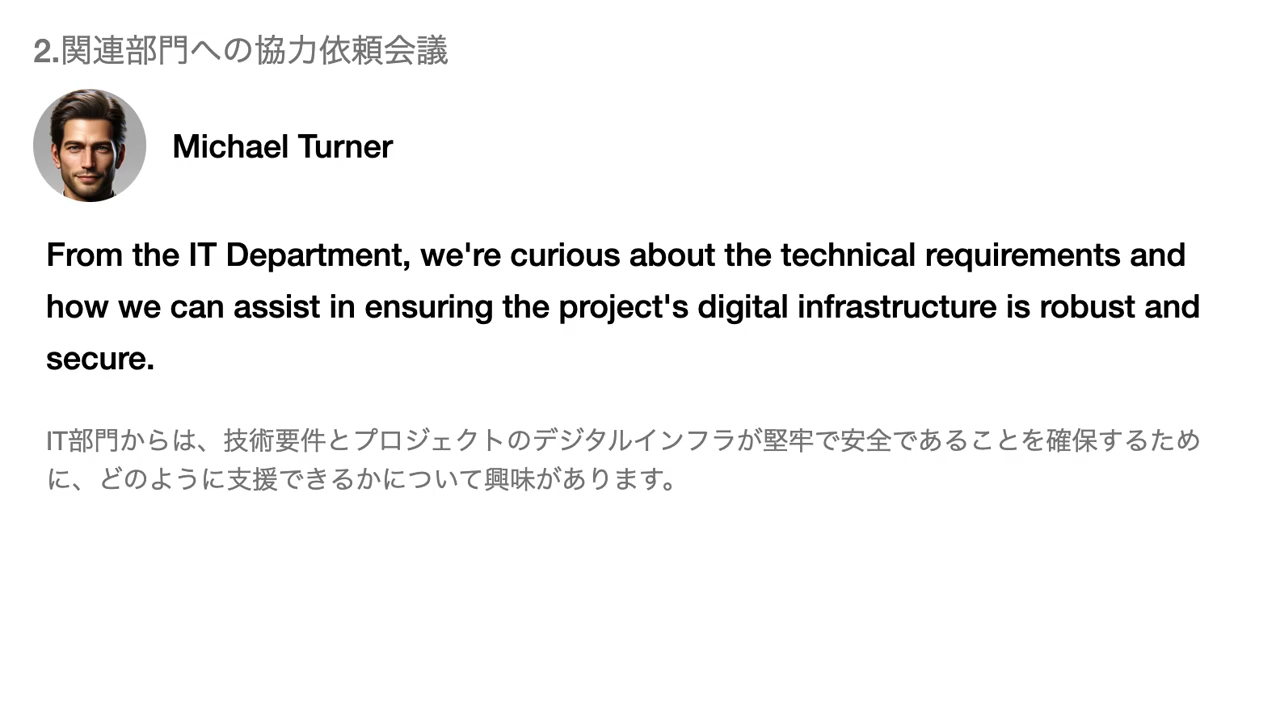 2.関連部門への協力依頼会議
Michael Turner
From the IT Department, we're curious about the technical requirements and
how we can assist in ensuring the project's digital infrastructure is robust and
secure.
IT部門からは、技術要件とプロジェクトのデジタルインフラが堅牢で安全であることを確保するため
に、どのように支援できるかについて興味があります。